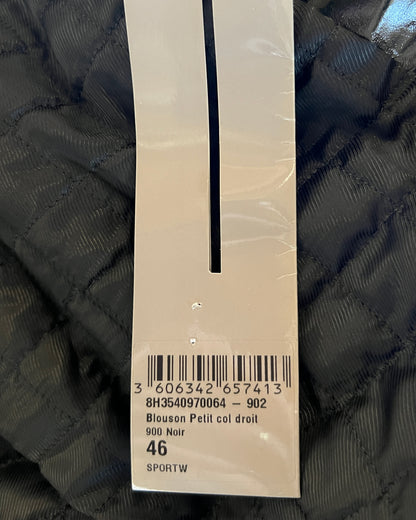 3 606342 657413
8H3540970064 - 902
Blouson Petit col droit
900 Noir
46
SPORTW